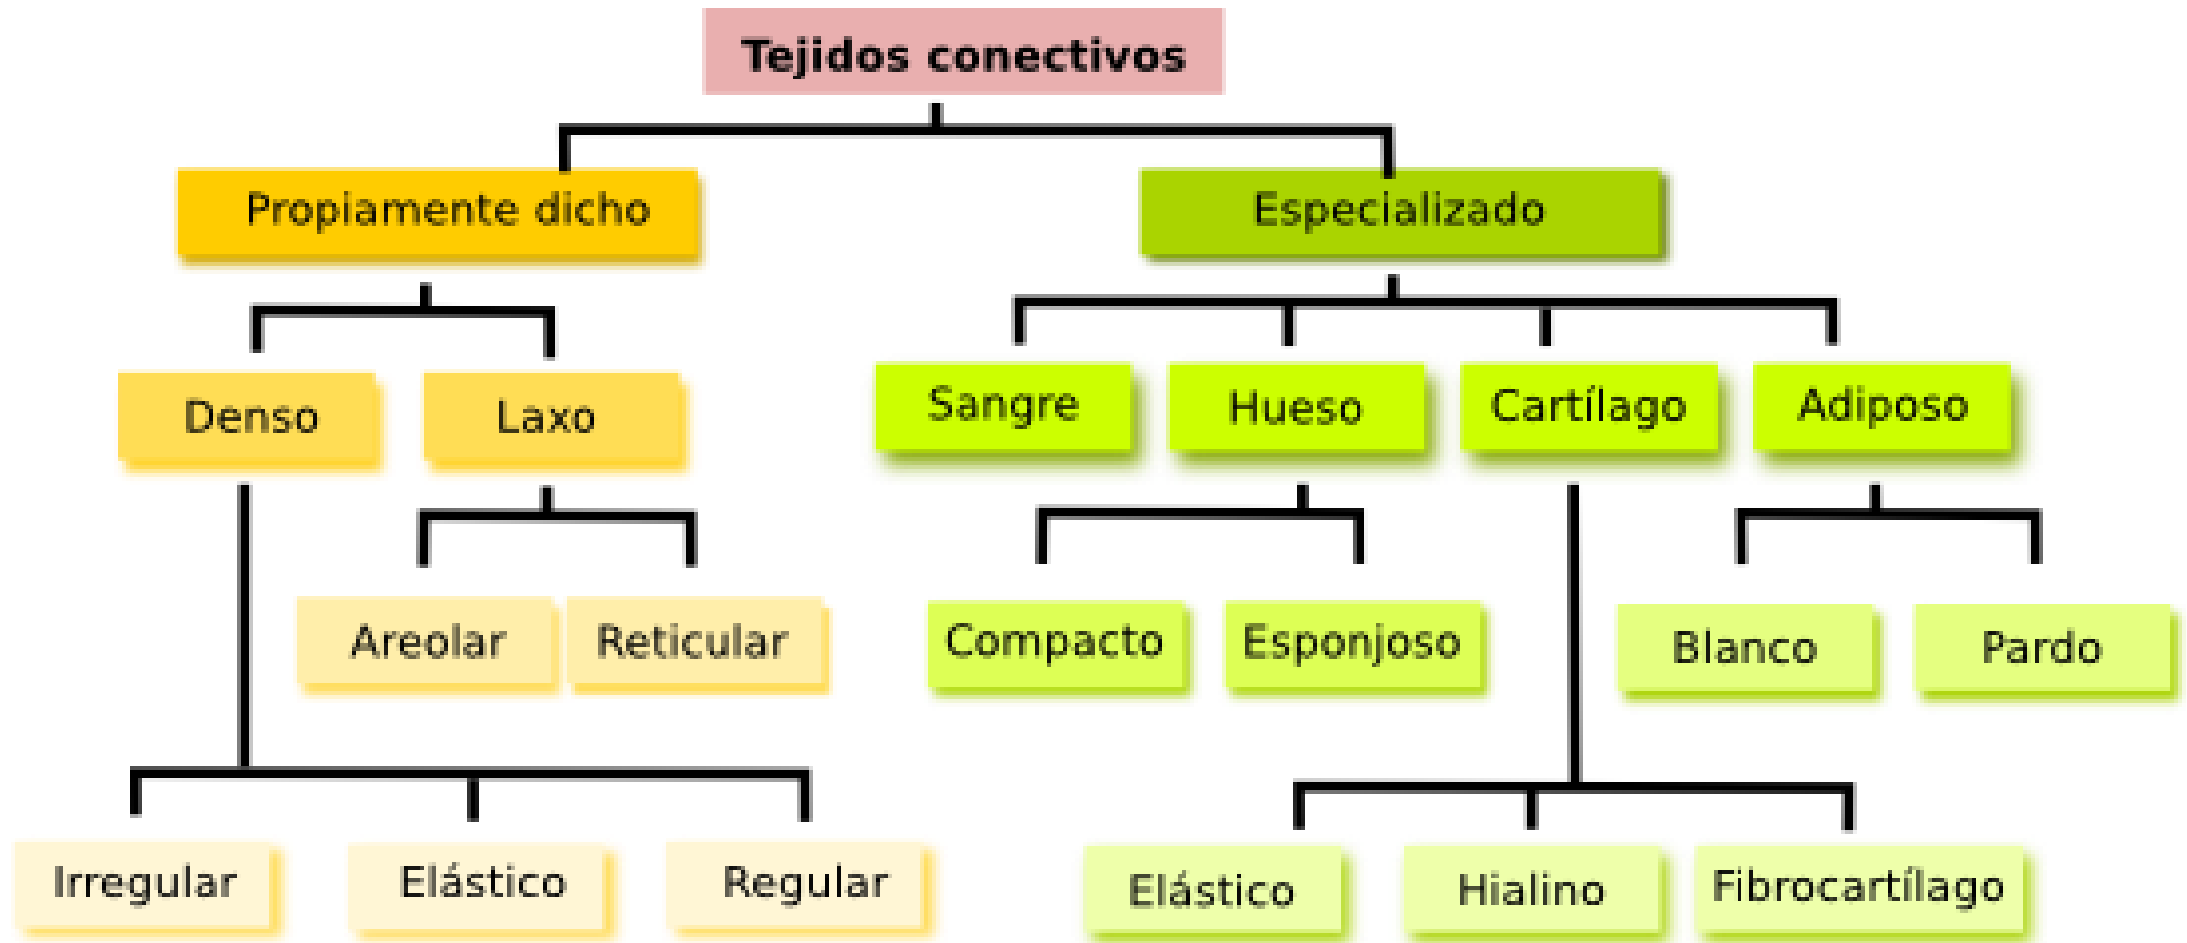 Tejidos conectivos
Propiamente dicho
Especializado
Denso
Laxo
Sangre
Hueso
Cartílago
Adiposo
Areolar
Reticular
Compacto
Esponjoso
Blanco
Pardo
Irregular
Elástico
Regular
Elástico
Hialino
Fibrocartílago